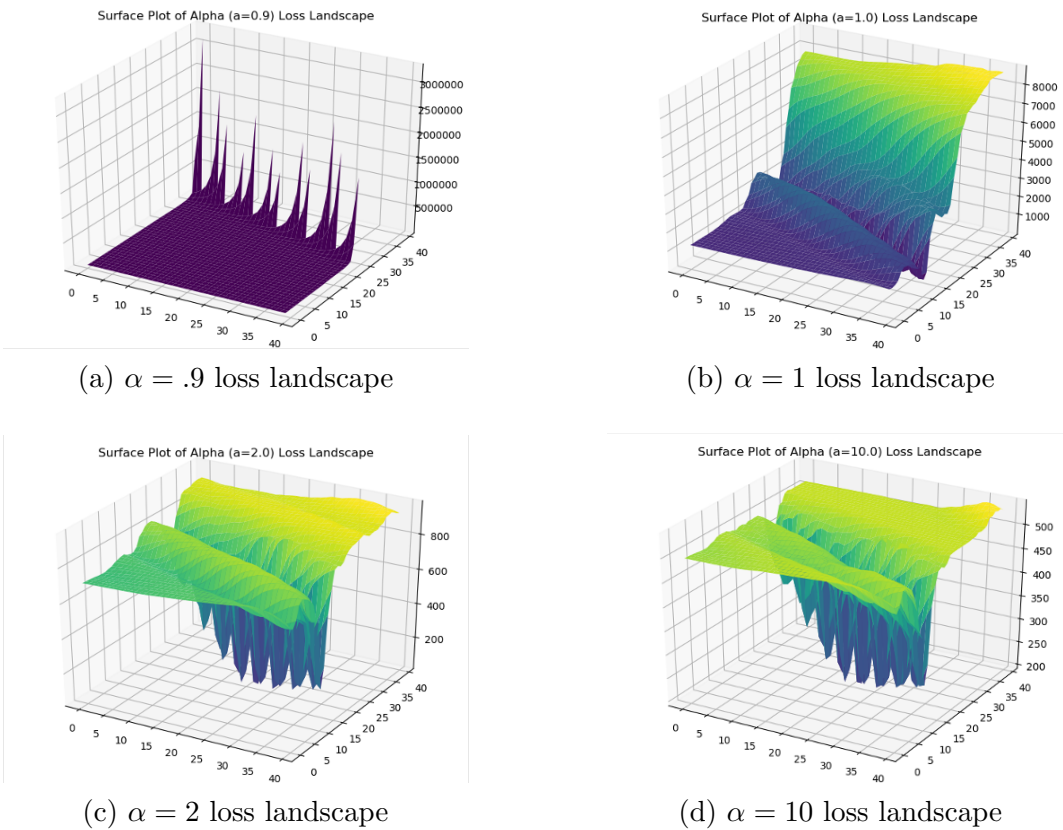 Surface Plot of Alpha (a=0.9) Loss Landscape
3000000
2500000
2000000
1500000
1000000
500000
0 5 10 15 20 25 30 35 40
0 5 10 15 20 25 30 35 40
(a) α = .9 loss landscape
Surface Plot of Alpha (a=1.0) Loss Landscape
8000
7000
6000
5000
4000
3000
2000
1000
0 5 10 15 20 25 30 35 40
0 5 10 15 20 25 30 35 40
(b) α = 1 loss landscape
Surface Plot of Alpha (a=2.0) Loss Landscape
800
600
400
200
0 5 10 15 20 25 30 35 40
0 5 10 15 20 25 30 35 40
(c) α = 2 loss landscape
Surface Plot of Alpha (a=10.0) Loss Landscape
500
450
400
350
300
250
200
0 5 10 15 20 25 30 35 40
0 5 10 15 20 25 30 35 40
(d) α = 10 loss landscape